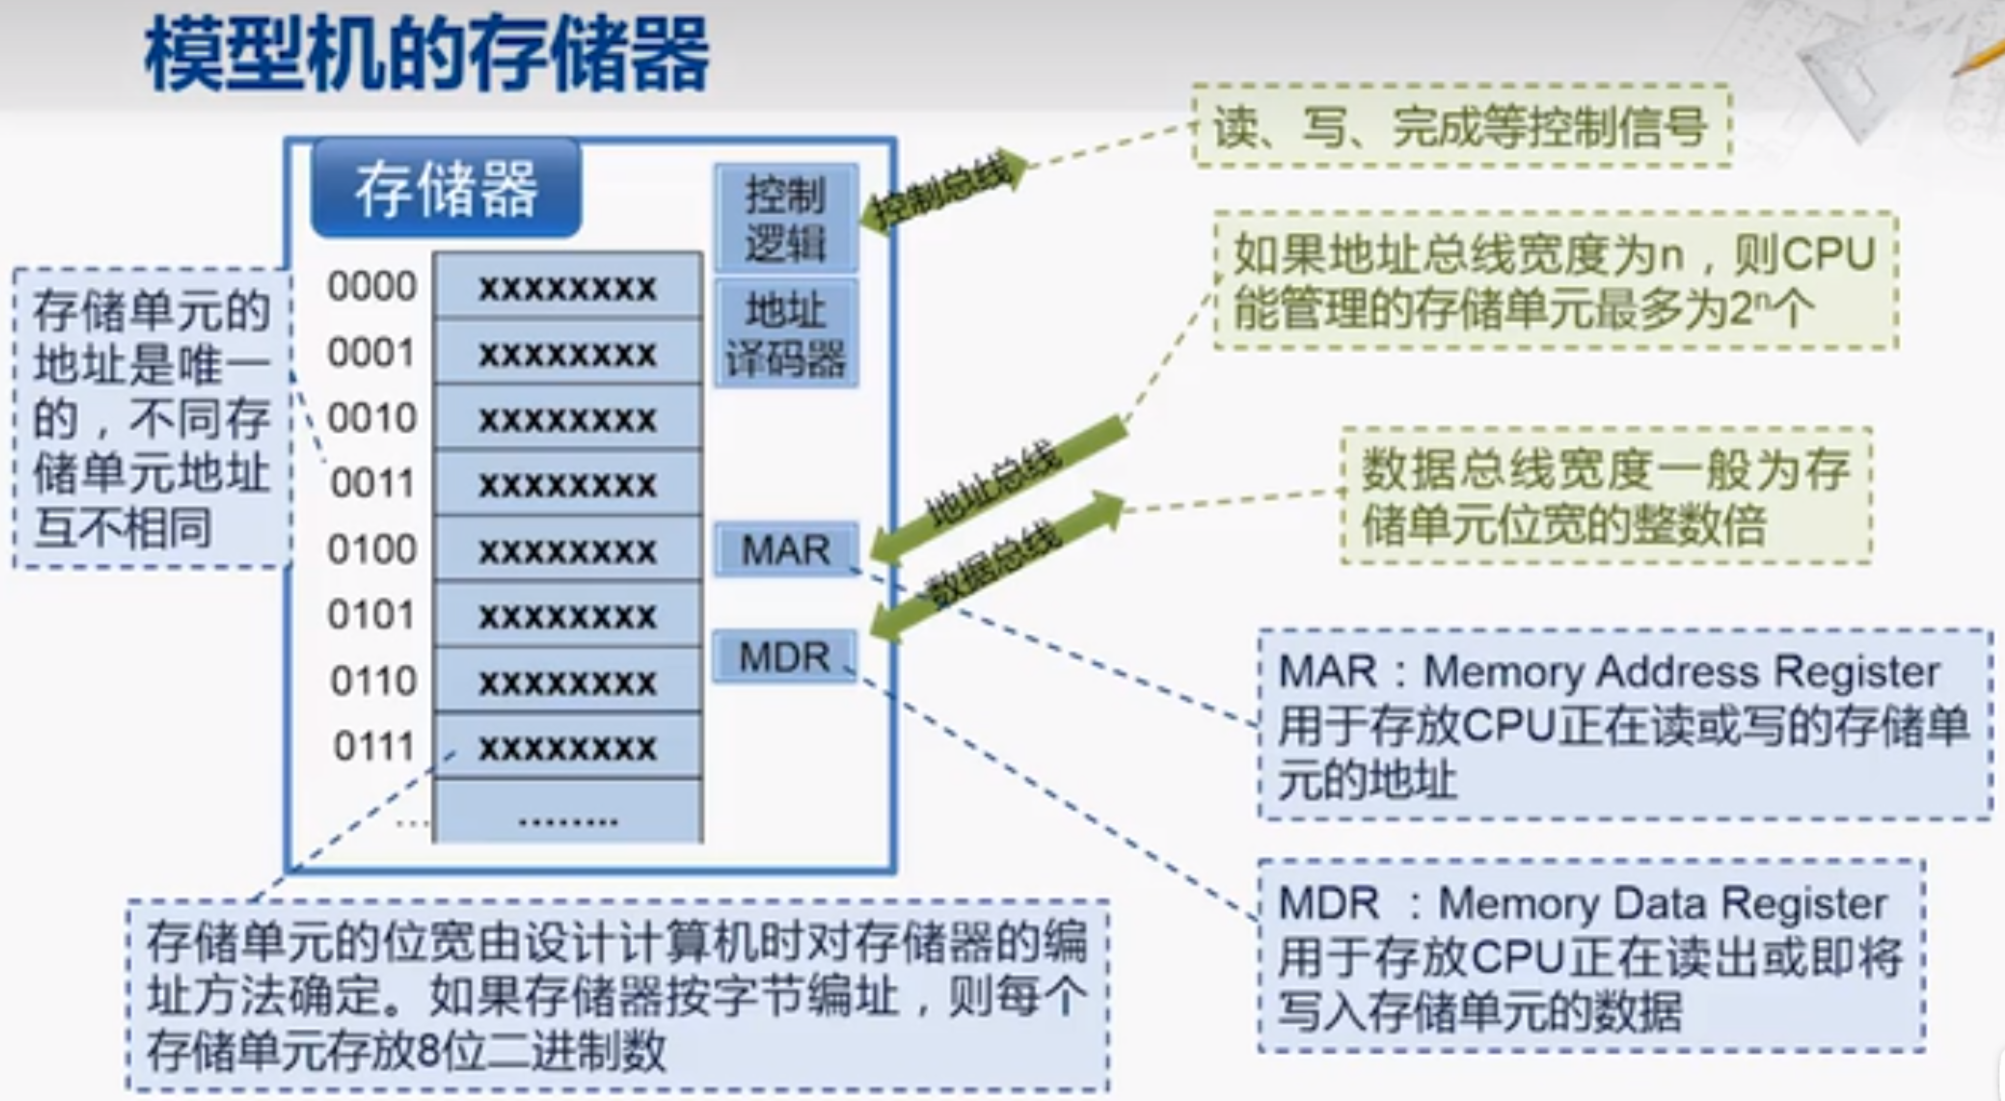 模型机的存储器
存储器
控制
逻辑
控制总线
读、写、完成等控制信号
地址
译码器
如果地址总线宽度为n，则CPU
能管理的存储单元最多为2ⁿ个
存储单元的
地址是唯一
的，不同存
储单元地址
互不相同
0000 xxxxxxxx
0001 xxxxxxxx
0010 xxxxxxxx
0011 xxxxxxxx
0100 xxxxxxxx
0101 xxxxxxxx
0110 xxxxxxxx
0111 xxxxxxxx
... ........
地址总线
数据总线
数据总线宽度一般为存
储单元位宽的整数倍
MAR
MDR
MAR：Memory Address Register
用于存放CPU正在读或写的存储单
元的地址
MDR ：Memory Data Register
用于存放CPU正在读出或即将
写入存储单元的数据
存储单元的位宽由设计计算机时对存储器的编
址方法确定。如果存储器按字节编址，则每个
存储单元存放8位二进制数